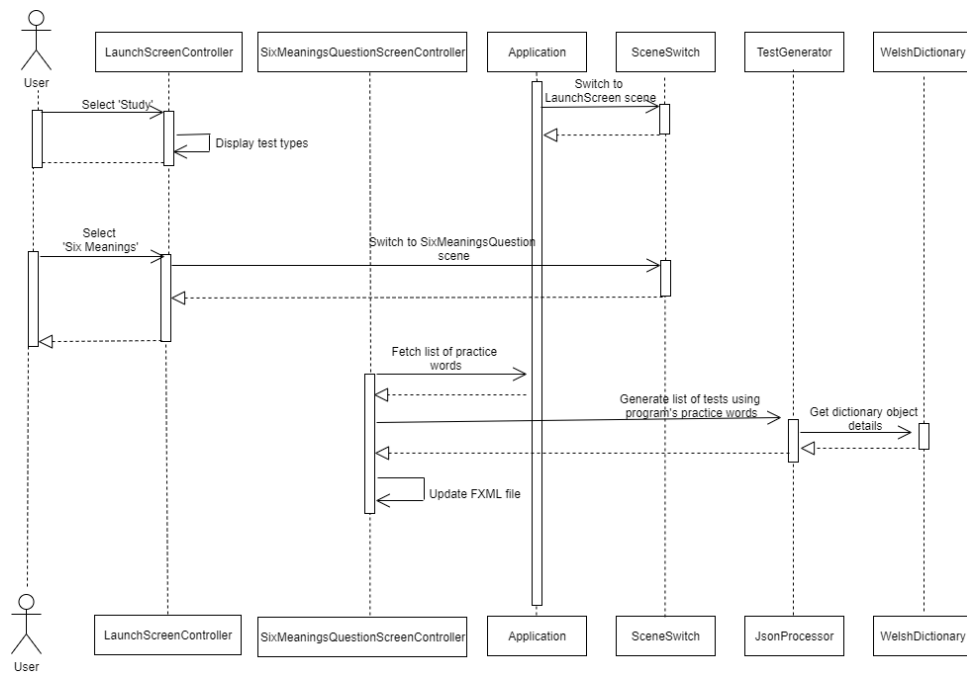 LaunchScreenController
SixMeaningsQuestionScreenController
Application
SceneSwitch
TestGenerator
WelshDictionary
User
Switch to
LaunchScreen scene
Select 'Study'
Display test types
Select
'Six Meanings'
Switch to SixMeaningsQuestion
scene
Fetch list of practice
words
Generate list of tests using
program's practice words
Get dictionary object
details
Update FXML file
LaunchScreenController
SixMeaningsQuestionScreenController
Application
SceneSwitch
JsonProcessor
WelshDictionary
User